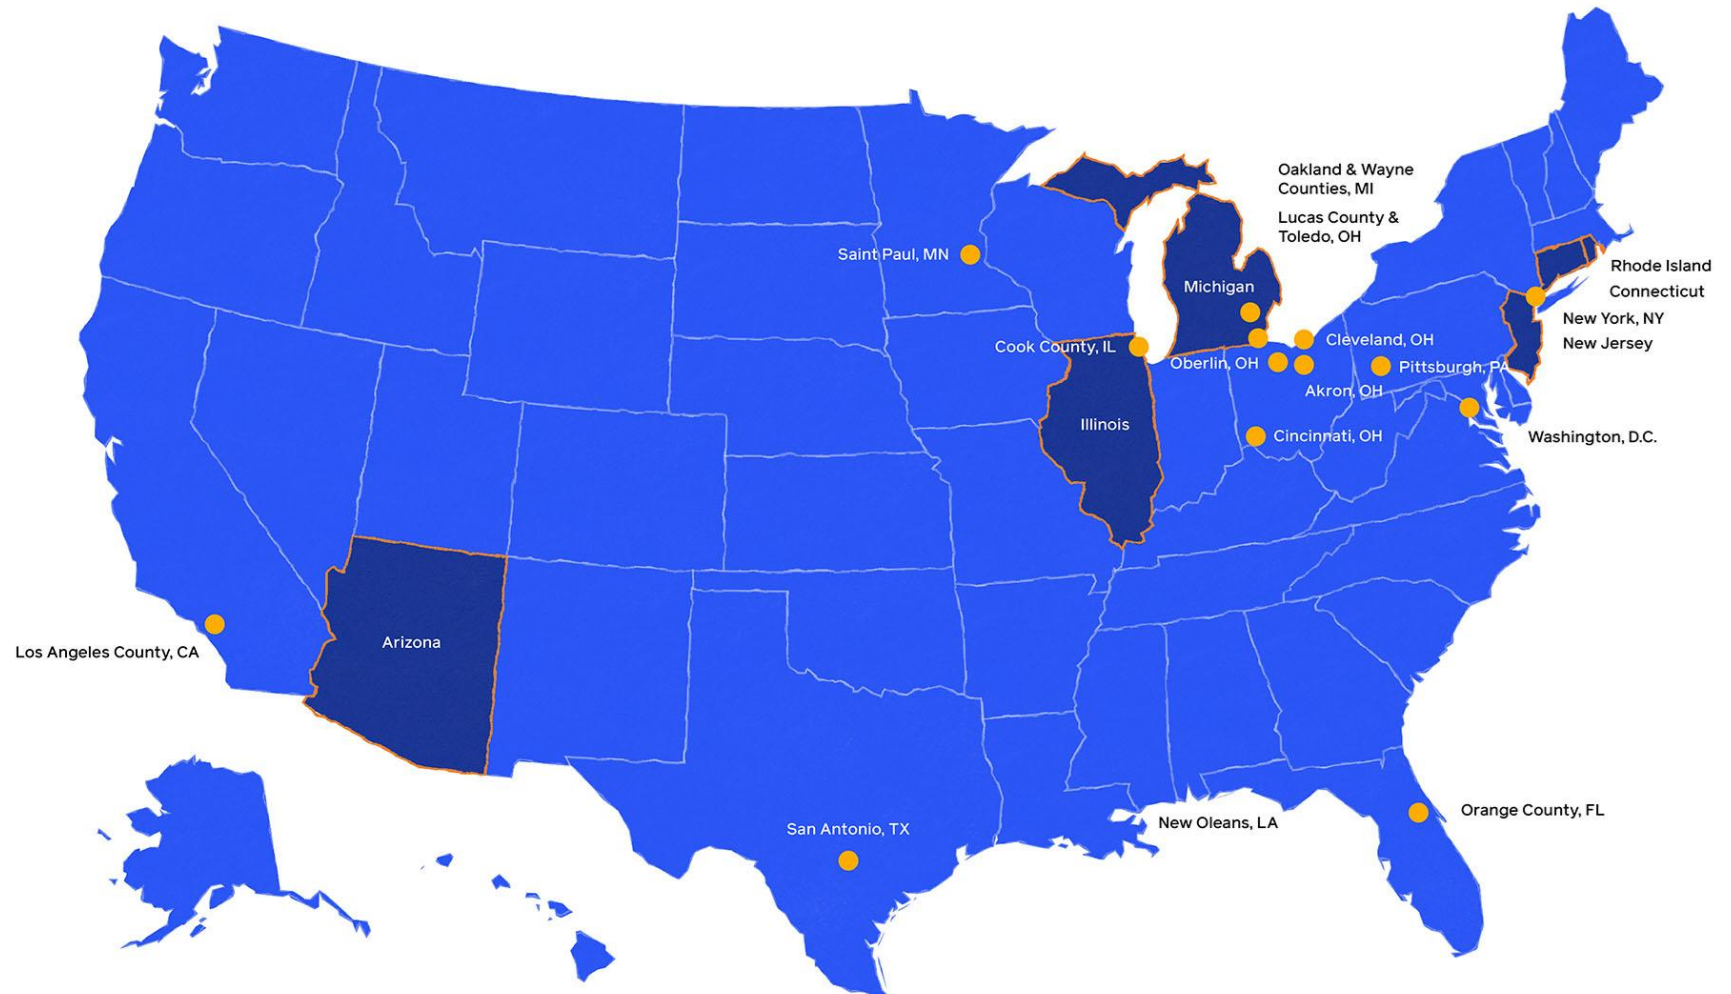 Oakland & Wayne
Counties, MI
Lucas County &
Toledo, OH
Saint Paul, MN
Rhode Island
Michigan
Connecticut
New York, NY
Cleveland, OH
New Jersey
Cook County, IL
Oberlin, OH
Pittsburgh, PA
Akron, OH
Illinois
Cincinnati, OH
Washington, D.C.
Arizona
Los Angeles County, CA
Orange County, FL
New Oleans, LA
San Antonio, TX